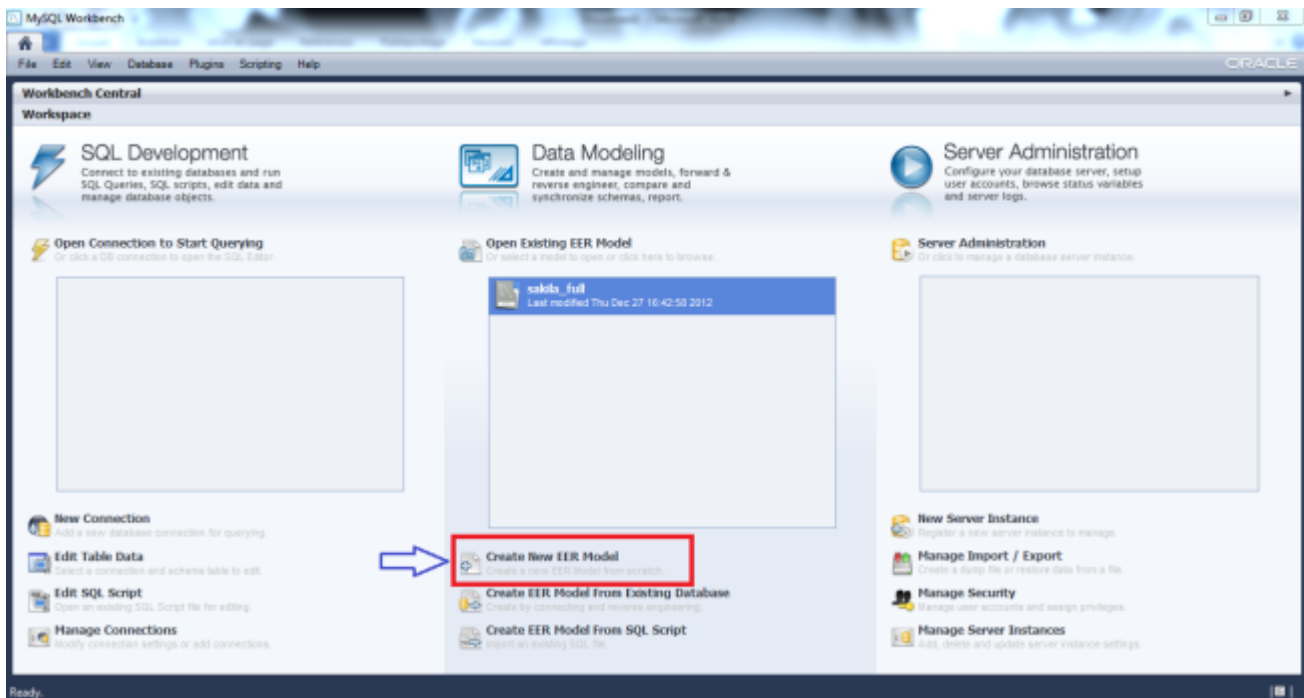 MySQL Workbench
File Edit View Database Plugins Scripting Help
ORACLE
Workbench Central
Workspace
SQL Development
Connect to existing databases and run
SQL Queries, SQL scripts, edit data and
manage database objects.
Open Connection to Start Querying
Or click a DB connection to open the SQL Editor.
New Connection
Add a new database connection for querying.
Edit Table Data
Select a connection and schema table to edit.
Edit SQL Script
Open an existing SQL Script file for editing.
Manage Connections
Modify connection settings or add connections.
Data Modeling
Create and manage models, forward &
reverse engineer, compare and
synchronize schemas, report.
Open Existing EER Model
Or select a model to open or click here to browse.
sakila_full
Last modified Thu Dec 27 16:42:58 2012
Create New EER Model
Create a new EER Model from scratch.
Create EER Model From Existing Database
Create by connecting and reverse engineering.
Create EER Model From SQL Script
Import an existing SQL file.
Server Administration
Configure your database server, setup
user accounts, browse status variables
and server logs.
Server Administration
Or click to manage a database server instance.
New Server Instance
Register a new server instance to manage.
Manage Import / Export
Create a dump file or restore data from a file.
Manage Security
Manage user accounts and assign privileges.
Manage Server Instances
Add, delete and update server instance settings.
Ready.